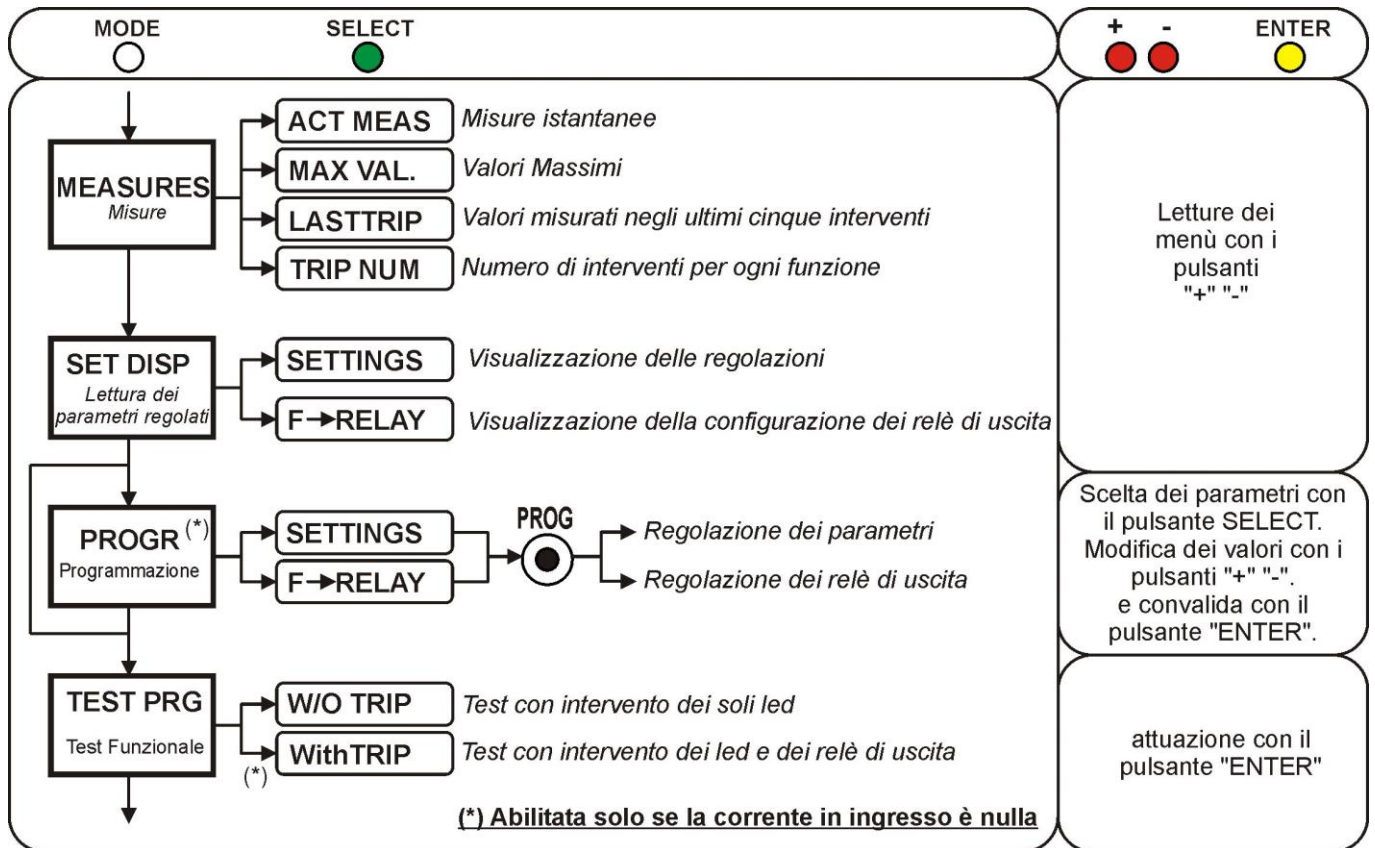 MODE
SELECT
+ -
ENTER
MEASURES
Misure
ACT MEAS
Misure istantanee
MAX VAL.
Valori Massimi
LASTTRIP
Valori misurati negli ultimi cinque interventi
TRIP NUM
Numero di interventi per ogni funzione
Letture dei
menù con i
pulsanti
"+" "-"
SET DISP
Lettura dei
parametri regolati
SETTINGS
Visualizzazione delle regolazioni
F→RELAY
Visualizzazione della configurazione dei relè di uscita
PROGR (*)
Programmazione
SETTINGS
F→RELAY
PROG
Regolazione dei parametri
Regolazione dei relè di uscita
Scelta dei parametri con
il pulsante SELECT.
Modifica dei valori con i
pulsanti "+" "-".
e convalida con il
pulsante "ENTER".
TEST PRG
Test Funzionale
W/O TRIP
Test con intervento dei soli led
(*)
WithTRIP
Test con intervento dei led e dei relè di uscita
attuazione con il
pulsante "ENTER"
(*) Abilitata solo se la corrente in ingresso è nulla